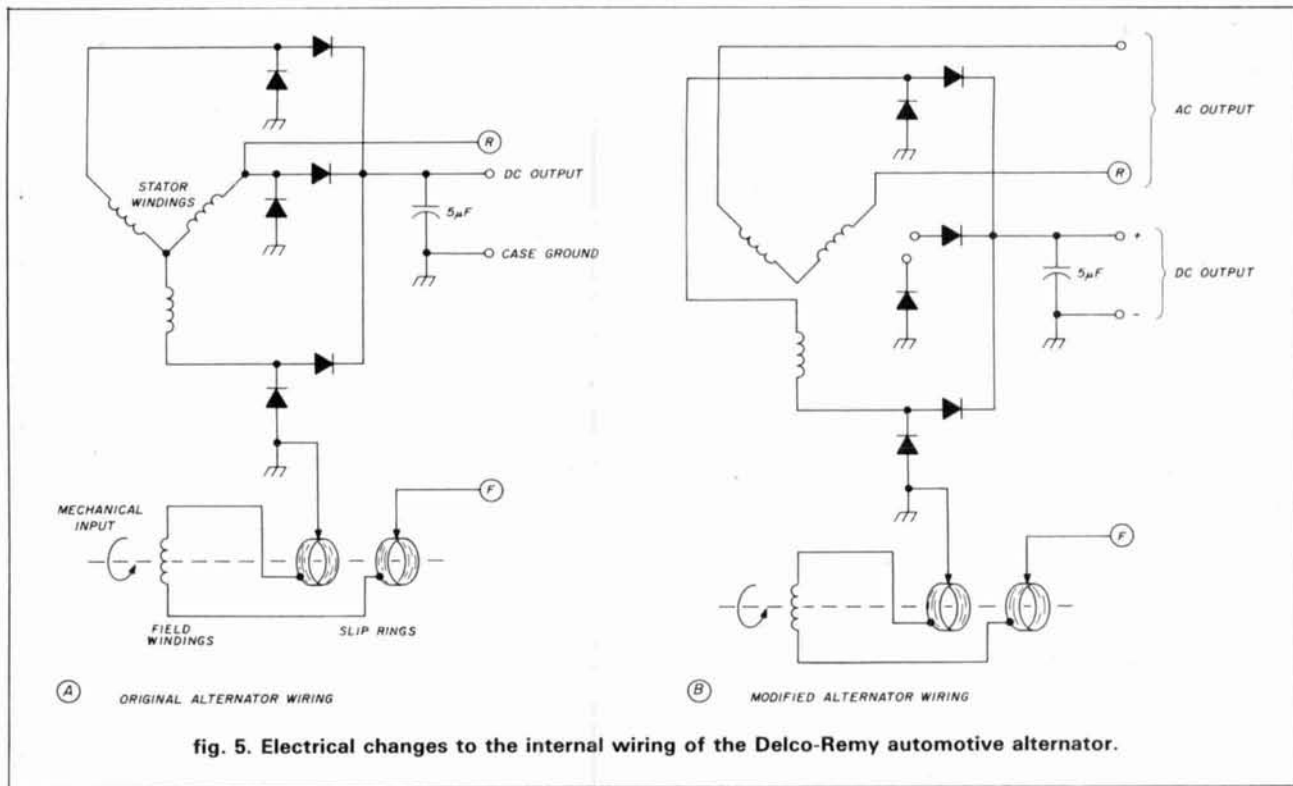 R
STATOR
WINDINGS
DC OUTPUT
5µF
CASE GROUND
MECHANICAL
INPUT
F
FIELD
WINDINGS
SLIP RINGS
A ORIGINAL ALTERNATOR WIRING
AC OUTPUT
R
+
5µF
DC OUTPUT
-
F
B MODIFIED ALTERNATOR WIRING
fig. 5. Electrical changes to the internal wiring of the Delco-Remy automotive alternator.